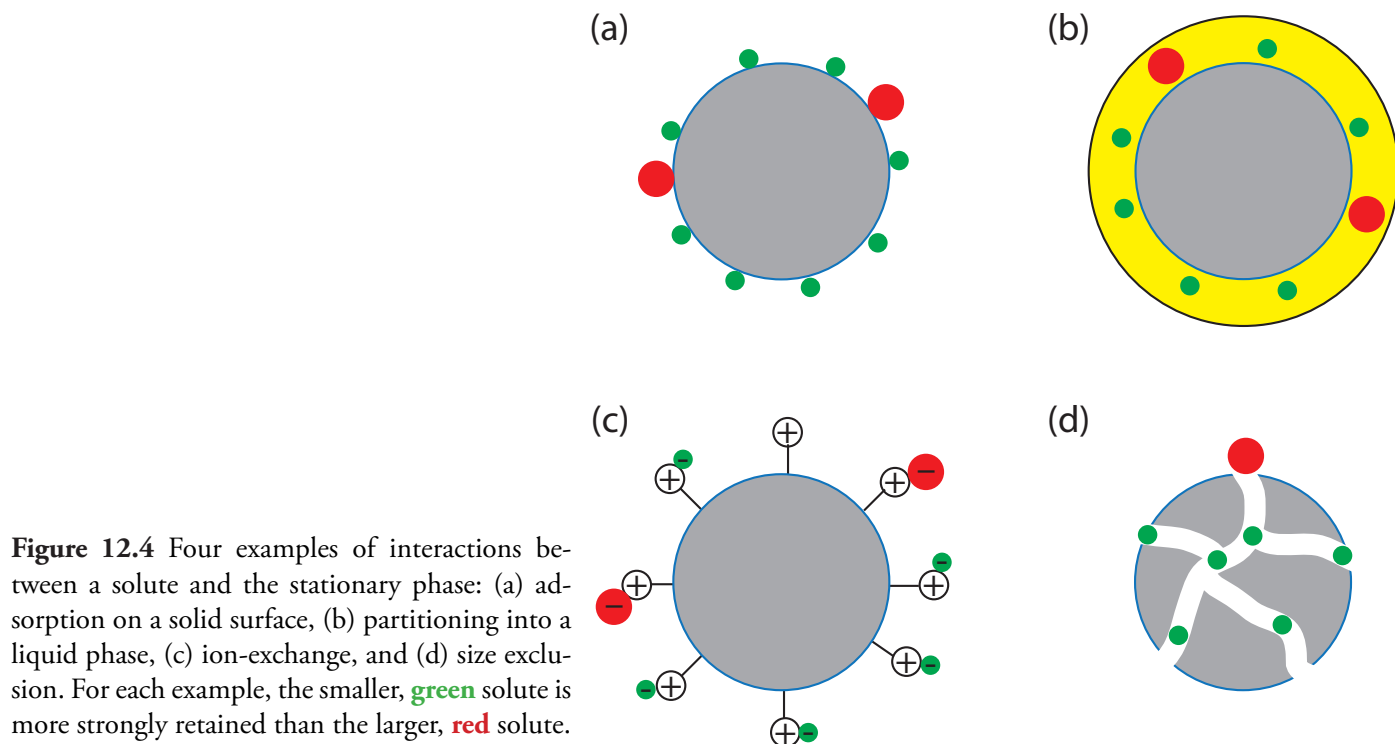 (a)
(b)
+
-
+
−
+
-
+
+
−
+
-
+
-
+
-
(c)
(d)
Figure 12.4 Four examples of interactions be-
tween a solute and the stationary phase: (a) ad-
sorption on a solid surface, (b) partitioning into a
liquid phase, (c) ion-exchange, and (d) size exclu-
sion. For each example, the smaller, green solute is
more strongly retained than the larger, red solute.